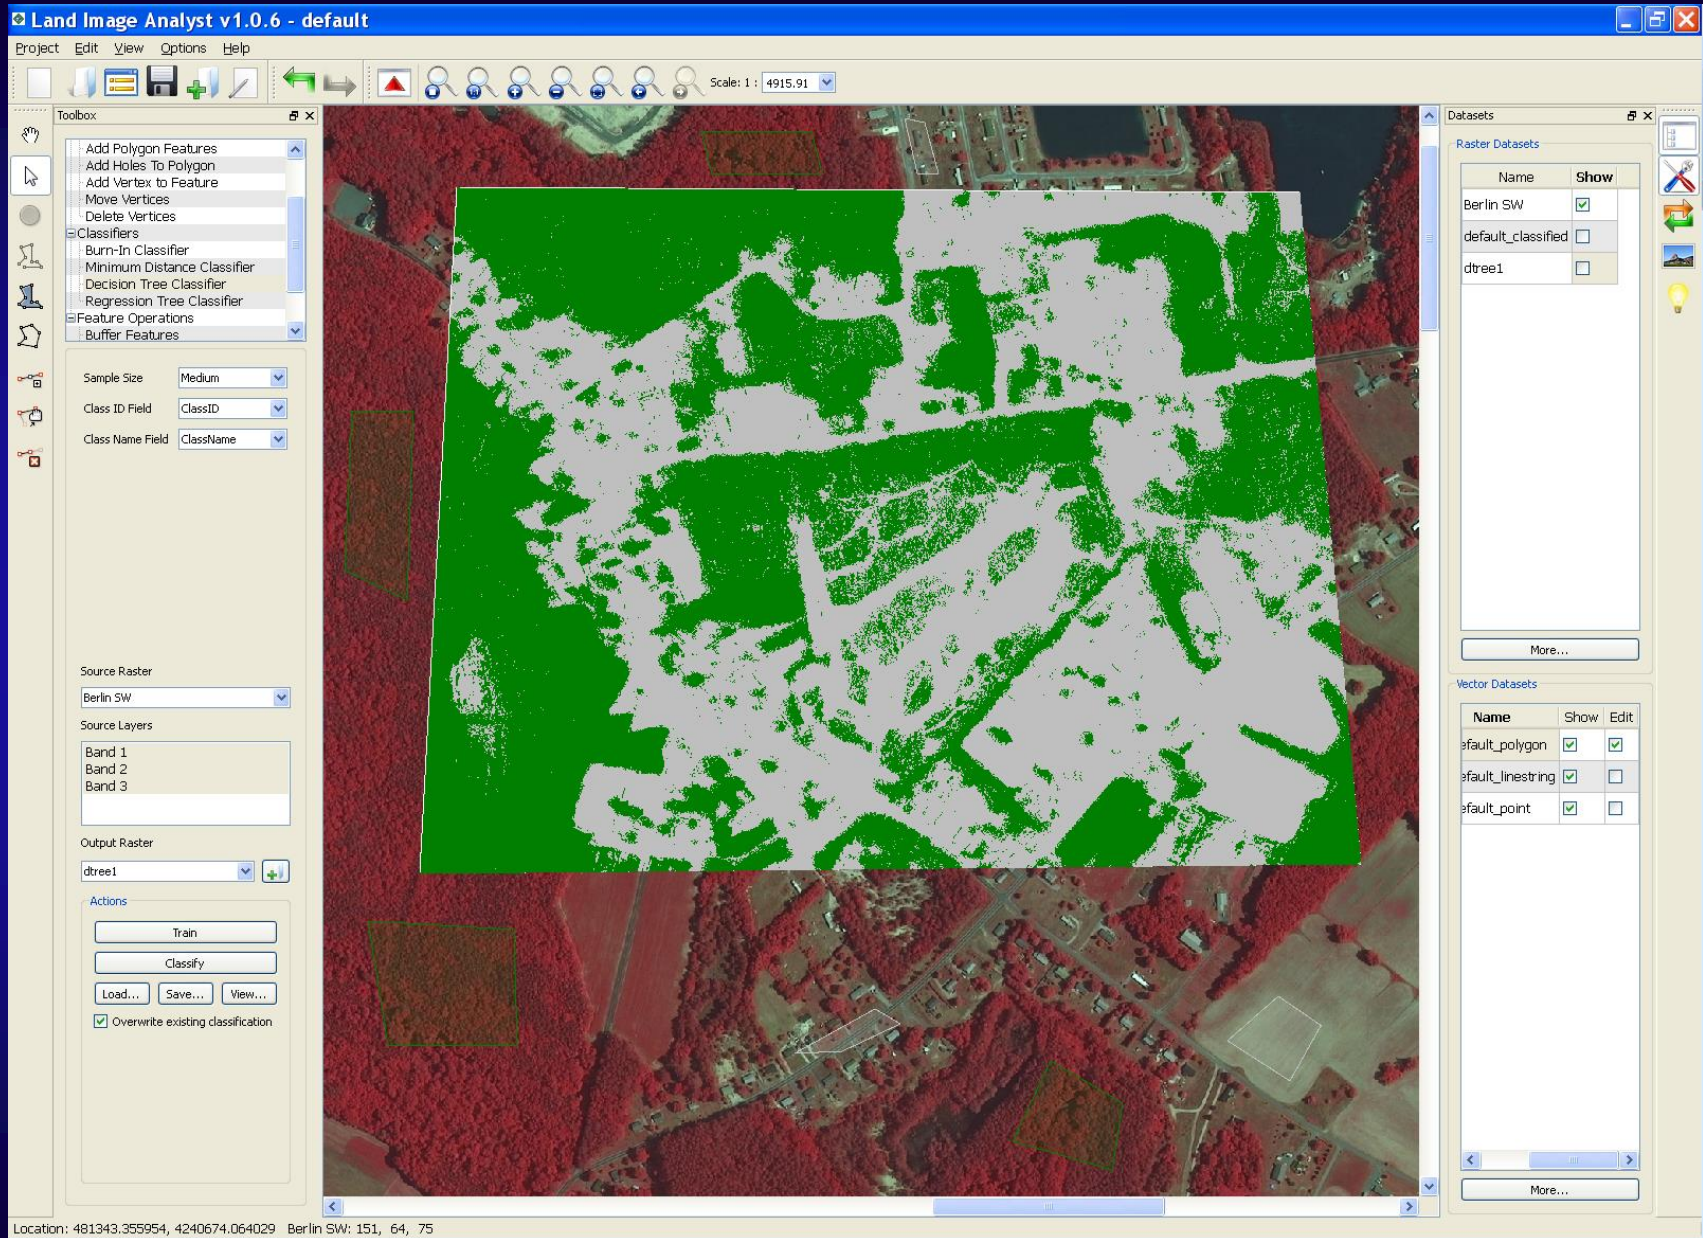 Land Image Analyst v1.0.6 - default
Project Edit View Options Help
Scale: 1 : 4915.91
Toolbox
Add Polygon Features
Add Holes To Polygon
Add Vertex to Feature
Move Vertices
Delete Vertices
Classifiers
Burn-In Classifier
Minimum Distance Classifier
Decision Tree Classifier
Regression Tree Classifier
Feature Operations
Buffer Features
Sample Size Medium
Class ID Field ClassID
Class Name Field ClassName
Source Raster
Berlin SW
Source Layers
Band 1
Band 2
Band 3
Output Raster
dtree1
Actions
Train
Classify
Load... Save... View...
Overwrite existing classification
Datasets
Raster Datasets
Name Show
Berlin SW
default_classified
dtree1
More...
Vector Datasets
Name Show Edit
efault_polygon
efault_linestring
efault_point
More...
Location: 481343.355954, 4240674.064029 Berlin SW: 151, 64, 75